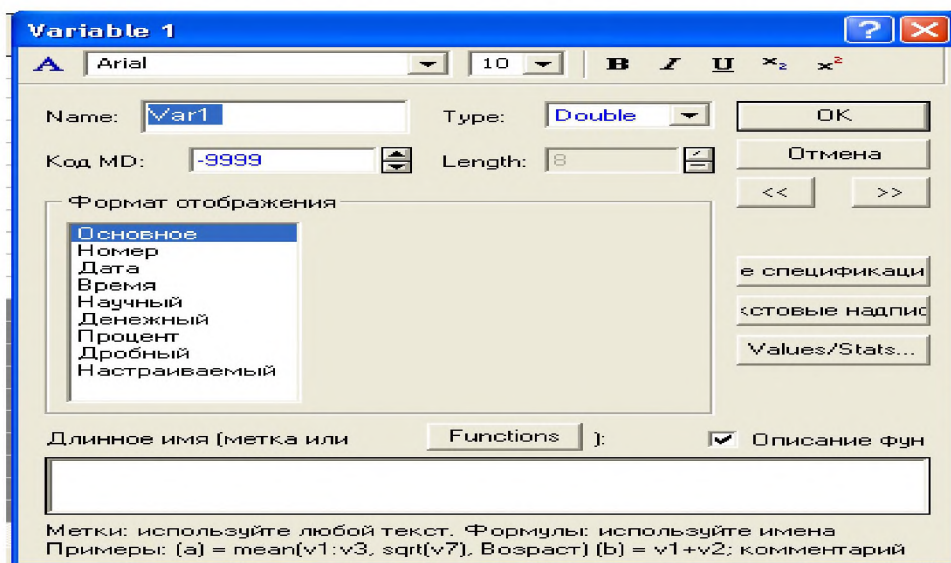 Variable 1
A Arial 10 B I U x₂ x²
Name: Var1 Type: Double OK
Код MD: -9999 Length: 8 Отмена
<< >>
Формат отображения
Основное
Номер
Дата
Время
Научный
Денежный
Процент
Дробный
Настраиваемый
е спецификаци
кстовые надпис
Values/Stats...
Длинное имя (метка или Functions ): Описание фун
Метки: используйте любой текст. Формулы: используйте имена
Примеры: (a) = mean(v1:v3, sqrt(v7), Возраст) (b) = v1+v2; комментарий